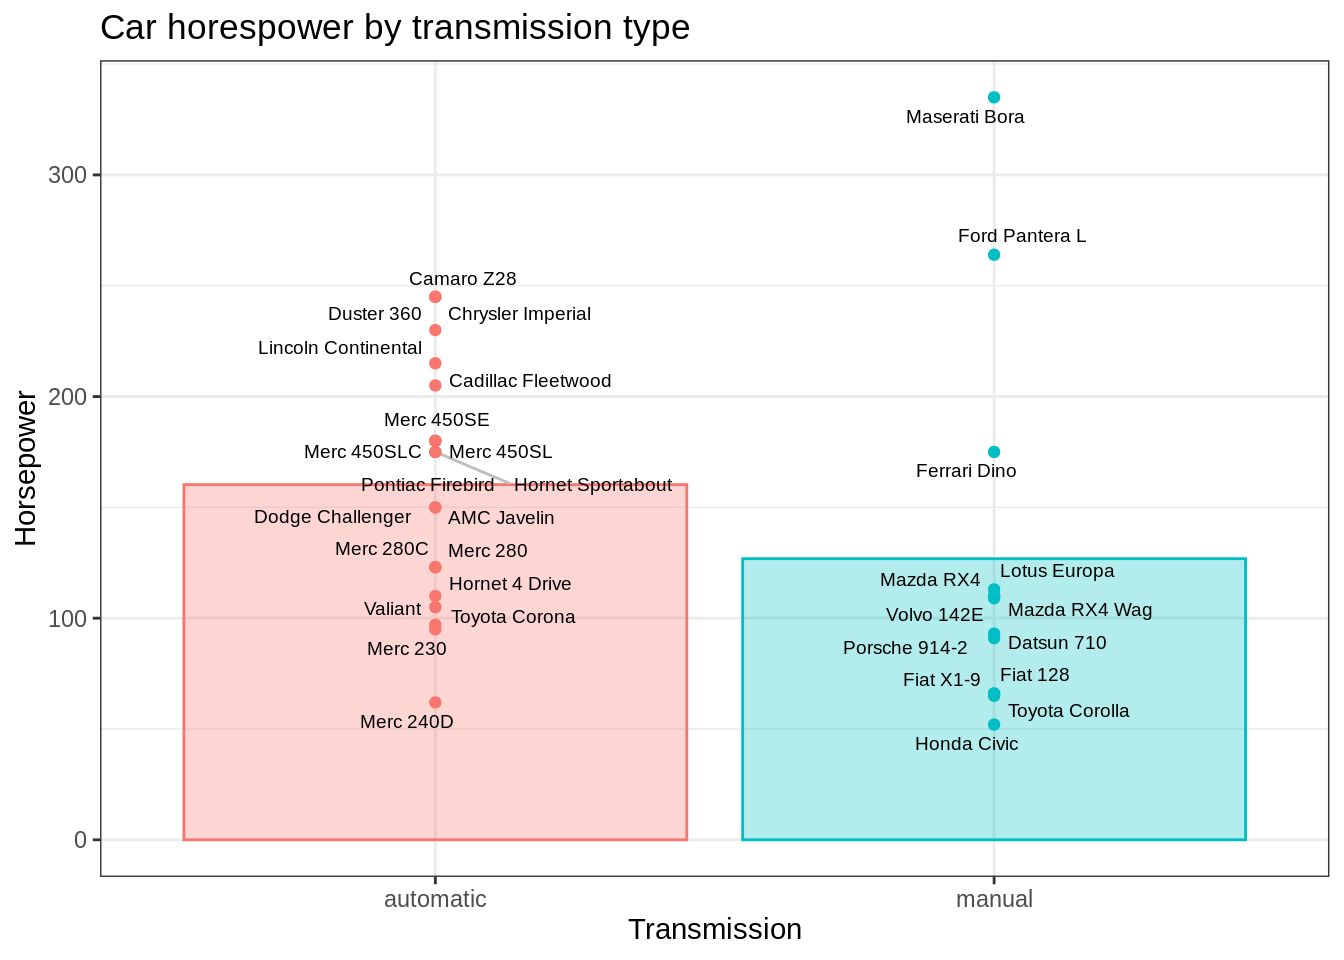 Car horespower by transmission type
Maserati Bora
300
Ford Pantera L
Camaro Z28
Duster 360 Chrysler Imperial
Lincoln Continental
Cadillac Fleetwood
200
Merc 450SE
Merc 450SLC Merc 450SL
Ferrari Dino
Pontiac Firebird Hornet Sportabout
Dodge Challenger AMC Javelin
Merc 280C Merc 280
Lotus Europa
Mazda RX4
Hornet 4 Drive
Valiant
Mazda RX4 Wag
Volvo 142E
Toyota Corona
100
Datsun 710
Merc 230
Porsche 914-2
Fiat 128
Fiat X1-9
Toyota Corolla
Merc 240D
Honda Civic
0
Horsepower
automatic manual
Transmission